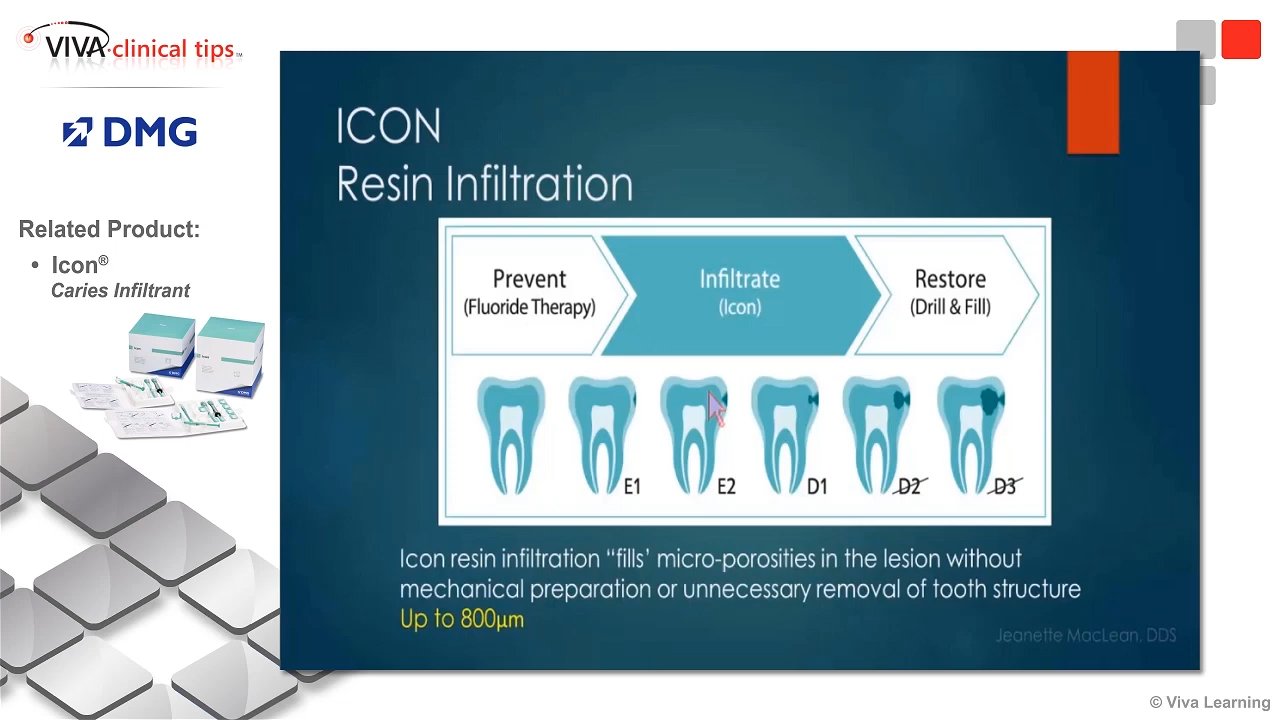 VIVA clinical tips™
DMG
Related Product:
• Icon®
Caries Infiltrant
ICON
Resin Infiltration
Prevent
(Fluoride Therapy)
Infiltrate
(Icon)
Restore
(Drill & Fill)
E1
E2
D1
D2
D3
Icon resin infiltration “fills’ micro-porosities in the lesion without
mechanical preparation or unnecessary removal of tooth structure
Up to 800µm
Jeanette MacLean, DDS
© Viva Learning